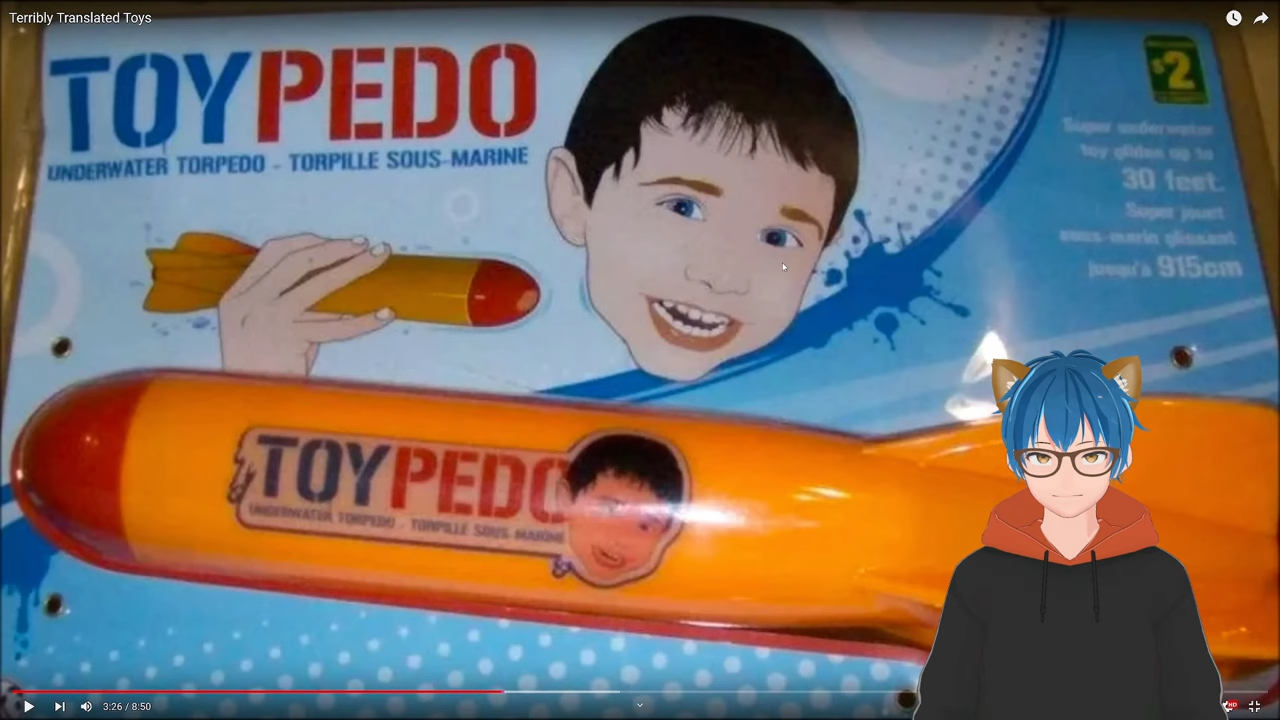 Terribly Translated Toys
TOYPEDO
UNDERWATER TORPEDO - TORPILLE SOUS-MARINE
$2
Super underwater
toy glides up to
30 feet.
Super jouet
sous-marin glissant
jusqu'à 915cm
TOYPEDO
UNDERWATER TORPEDO - TORPILLE SOUS-MARINE
3:26 / 8:50
HD